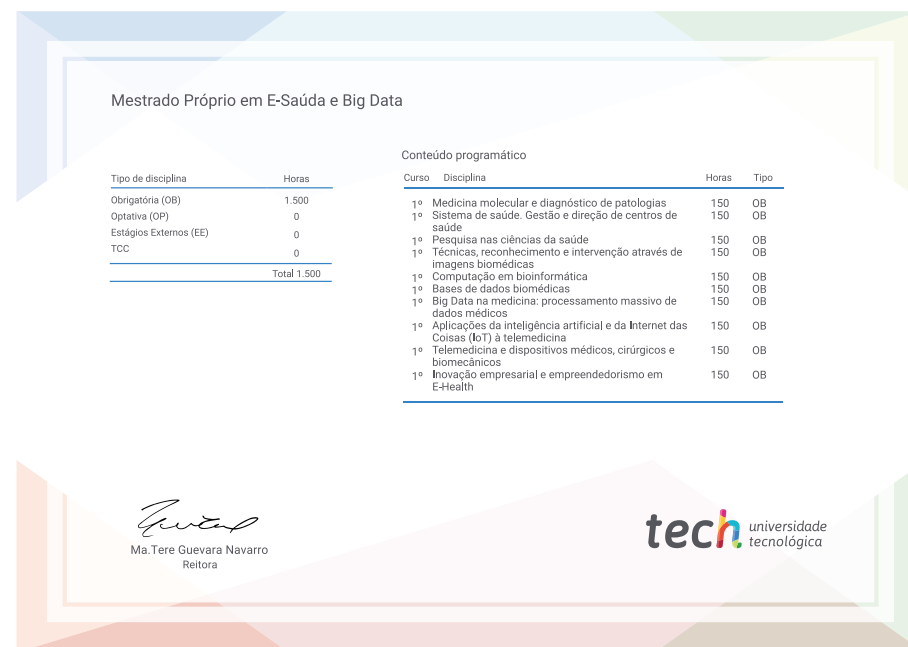 Mestrado Próprio em E-Saúda e Big Data
Tipo de disciplina Horas
Obrigatória (OB) 1.500
Optativa (OP) 0
Estágios Externos (EE) 0
TCC 0
Total 1.500
Conteúdo programático
Curso Disciplina Horas Tipo
1º Medicina molecular e diagnóstico de patologias 150 OB
1º Sistema de saúde. Gestão e direção de centros de 150 OB
saúde
1º Pesquisa nas ciências da saúde 150 OB
1º Técnicas, reconhecimento e intervenção através de 150 OB
imagens biomédicas
1º Computação em bioinformática 150 OB
1º Bases de dados biomédicas 150 OB
1º Big Data na medicina: processamento massivo de 150 OB
dados médicos
1º Aplicações da inteligência artificial e da Internet das 150 OB
Coisas (IoT) à telemedicina
1º Telemedicina e dispositivos médicos, cirúrgicos e 150 OB
biomecânicos
1º Inovação empresarial e empreendedorismo em 150 OB
E-Health
Ma.Tere Guevara Navarro
Reitora
tech universidade
tecnológica